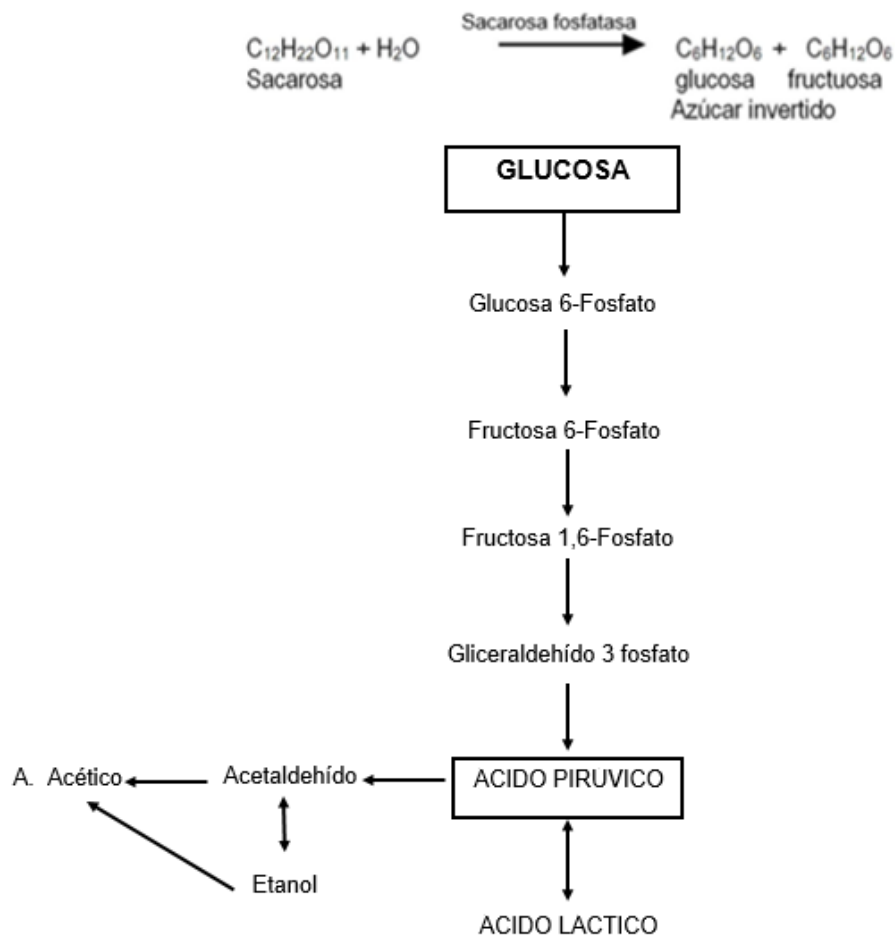 Sacarosa fosfatasa
C₁₂H₂₂O₁₁ + H₂O C₆H₁₂O₆ + C₆H₁₂O₆
Sacarosa glucosa fructuosa
Azúcar invertido
GLUCOSA
Glucosa 6-Fosfato
Fructosa 6-Fosfato
Fructosa 1,6-Fosfato
Gliceraldehído 3 fosfato
A. Acético Acetaldehído ACIDO PIRUVICO
Etanol
ACIDO LACTICO